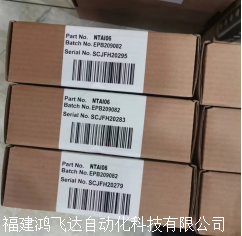 Part No. NTAI06
Batch No. EPB209082
Serial No. SCJFH20295
Part No. NTAI06
Batch No. EPB209082
Serial No. SCJFH20283
Part No. NTAI06
Batch No. EPB209082
Serial No. SCJFH20279
福建鸿飞达自动化科技有限公司